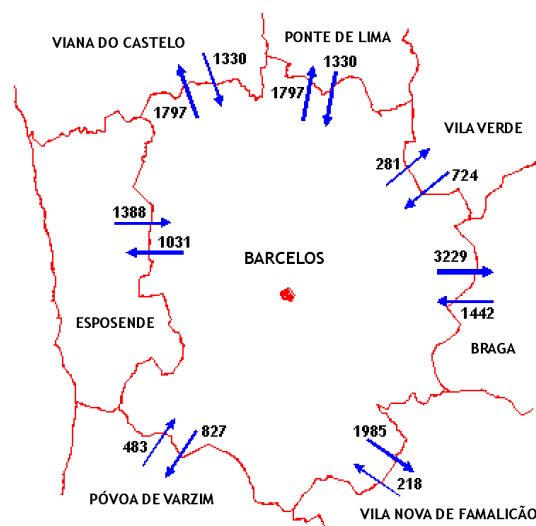 VIANA DO CASTELO
PONTE DE LIMA
1330
1330
1797
1797
VILA VERDE
281
724
1388
1031
BARCELOS
3229
1442
ESPOSENDE
BRAGA
483
827
1985
218
PÓVOA DE VARZIM
VILA NOVA DE FAMALICÃO